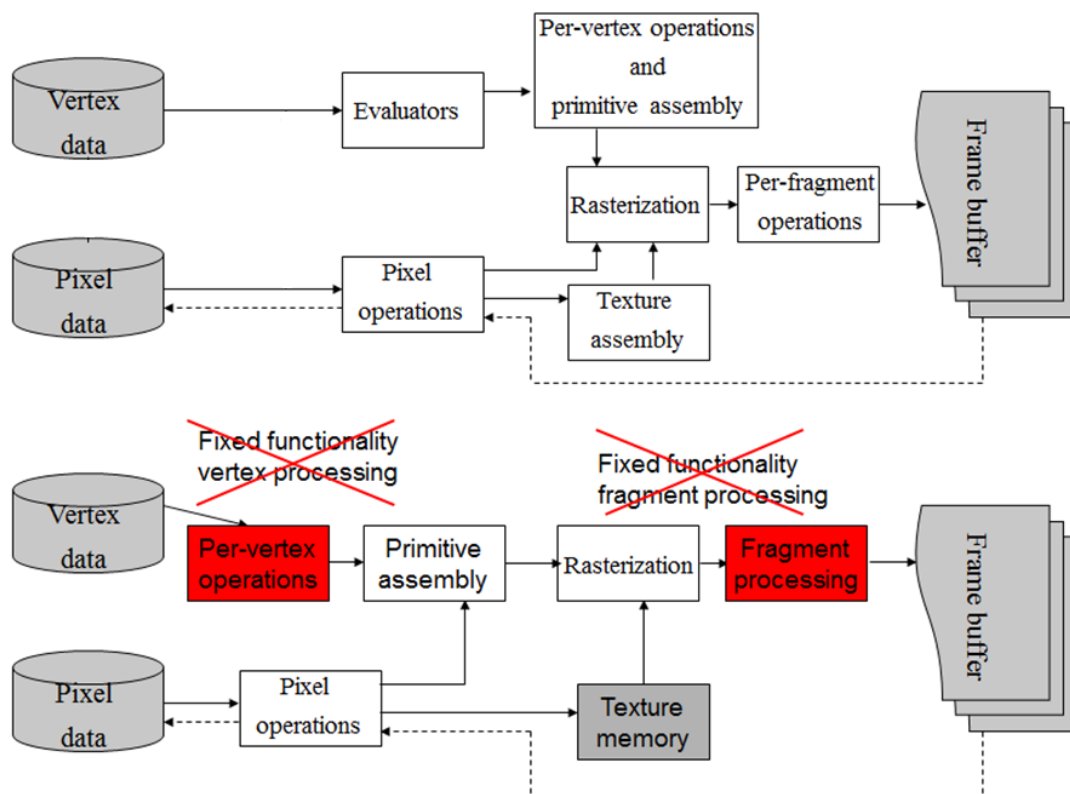 Vertex
data
Evaluators
Per-vertex operations
and
primitive assembly
Frame buffer
Rasterization
Per-fragment
operations
Pixel
data
Pixel
operations
Texture
assembly
Fixed functionality
vertex processing
Fixed functionality
fragment processing
Vertex
data
Per-vertex
operations
Primitive
assembly
Rasterization
Fragment
processing
Frame buffer
Pixel
data
Pixel
operations
Texture
memory